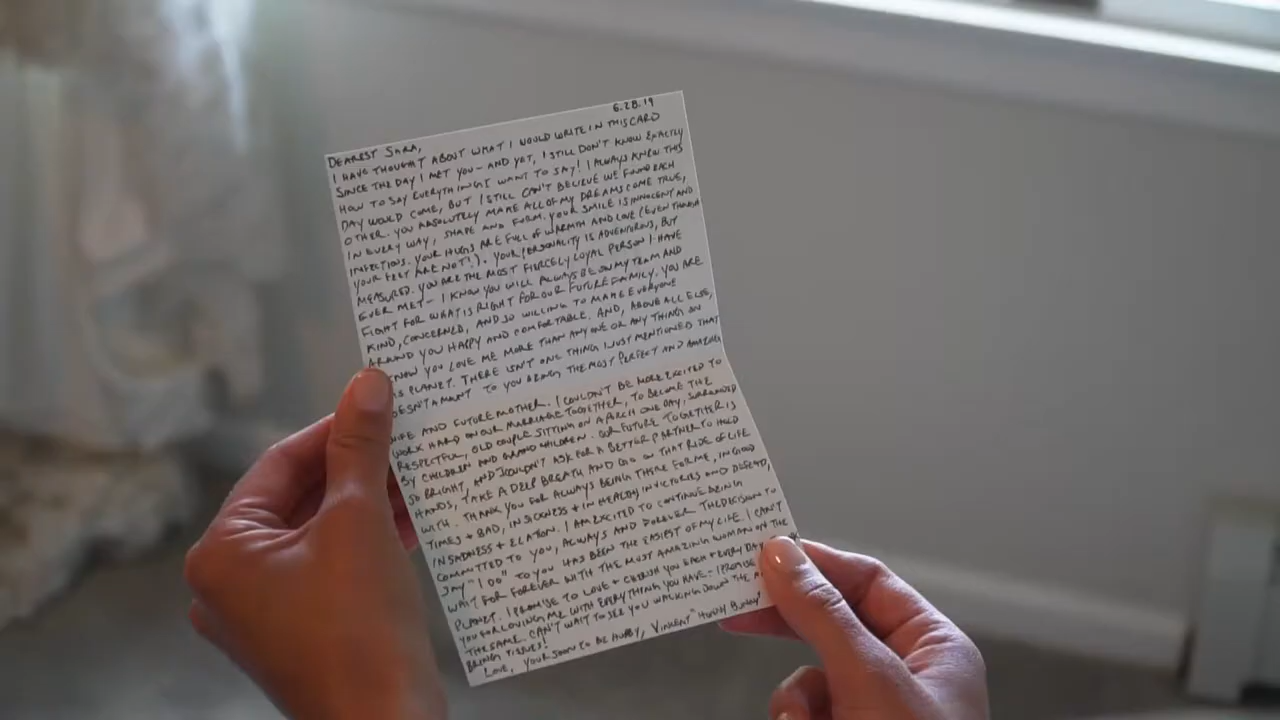 6.28.19
DEAREST SARA,
I HAVE THOUGHT ABOUT WHAT I WOULD WRITE IN THIS CARD
SINCE THE DAY I MET YOU - AND YET, I STILL DON'T KNOW EXACTLY
HOW TO SAY EVERYTHING I WANT TO SAY! I ALWAYS KNEW THIS
DAY WOULD COME, BUT I STILL CAN'T BELIEVE WE FOUND EACH
OTHER. YOU ABSOLUTELY MAKE ALL OF MY DREAMS COME TRUE,
IN EVERY WAY, SHAPE AND FORM. YOUR SMILE IS INNOCENT AND
INFECTIOUS. YOUR HUGS ARE FULL OF WARMTH AND LOVE (EVEN THOUGH
YOUR FEET ARE NOT!). YOUR PERSONALITY IS ADVENTUROUS, BUT
MEASURED. YOU ARE THE MOST FIERCELY LOYAL PERSON I HAVE
EVER MET - I KNOW YOU WILL ALWAYS BE ON MY TEAM AND
FIGHT FOR WHAT IS RIGHT FOR OUR FUTURE FAMILY. YOU ARE
KIND, CONCERNED, AND SO WILLING TO MAKE EVERYONE
AROUND YOU HAPPY AND COMFORTABLE. AND, ABOVE ALL ELSE,
KNOW YOU LOVE ME MORE THAN ANYONE OR ANY THING ON
PLANET. THERE ISN'T ONE THING I JUST MENTIONED THAT
DOESN'T AMOUNT TO YOU BEING THE MOST PERFECT AND AMAZING
WIFE AND FUTURE MOTHER. I COULDN'T BE MORE EXCITED TO
WORK HARD ON OUR MARRIAGE TOGETHER, TO BECOME THE
RESPECTFUL, OLD COUPLE SITTING ON A PORCH ONE DAY, SURROUNDED
BY CHILDREN AND GRAND CHILDREN. OUR FUTURE TOGETHER IS
SO BRIGHT, AND I COULDN'T ASK FOR A BETTER PARTNER TO HOLD
HANDS, TAKE A DEEP BREATH AND GO ON THAT RIDE OF LIFE
WITH. THANK YOU FOR ALWAYS BEING THERE FOR ME, IN GOOD
TIMES + BAD, IN SICKNESS + IN HEALTH, IN VICTORIES AND DEFEATS,
IN SADNESS + ELATION. I AM EXCITED TO CONTINUE BEING
COMMITTED TO YOU, ALWAYS AND FOREVER. THE DECISION TO
SAY "I DO" TO YOU HAS BEEN THE EASIEST OF MY LIFE. I CAN'T
WAIT FOR FOREVER WITH THE MOST AMAZING WOMAN ON THE
PLANET. I PROMISE TO LOVE + CHERISH YOU EACH + EVERY DAY
YOU FOR LOVING ME WITH EVERYTHING YOU HAVE - I PROMISE
THE SAME. CAN'T WAIT TO SEE YOU WALKING DOWN THE
BRING TISSUES!
LOVE, YOUR SOON TO BE HUBBY, VINCENT "HUNNY BUNNY"